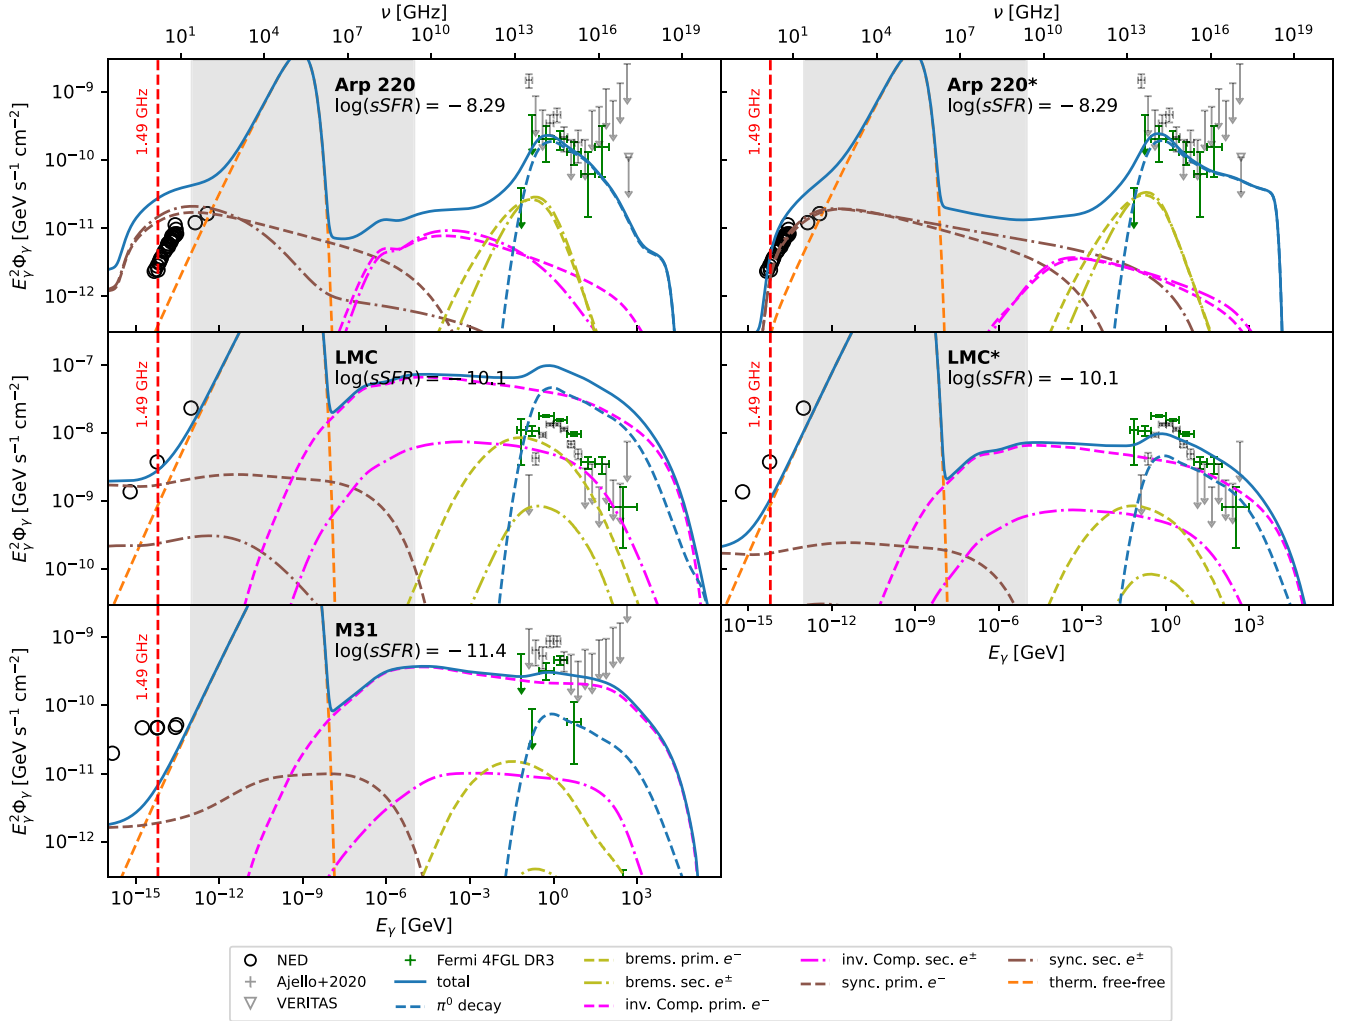 ν [GHz]
ν [GHz]
10^1 10^4 10^7 10^10 10^13 10^16 10^19
10^1 10^4 10^7 10^10 10^13 10^16 10^19
Arp 220
log(sSFR) = −8.29
1.49 GHz
10^-9
10^-10
10^-11
10^-12
E_γ^2Φ_γ [GeV s^-1 cm^-2]
Arp 220*
log(sSFR) = −8.29
1.49 GHz
LMC
log(sSFR) = −10.1
1.49 GHz
10^-7
10^-8
10^-9
10^-10
E_γ^2Φ_γ [GeV s^-1 cm^-2]
LMC*
log(sSFR) = −10.1
1.49 GHz
10^-15 10^-12 10^-9 10^-6 10^-3 10^0 10^3
E_γ [GeV]
M31
log(sSFR) = −11.4
1.49 GHz
10^-9
10^-10
10^-11
10^-12
E_γ^2Φ_γ [GeV s^-1 cm^-2]
10^-15 10^-12 10^-9 10^-6 10^-3 10^0 10^3
E_γ [GeV]
NED
Ajello+2020
VERITAS
Fermi 4FGL DR3
total
π^0 decay
brems. prim. e^-
brems. sec. e^±
inv. Comp. prim. e^-
inv. Comp. sec. e^±
sync. prim. e^-
sync. sec. e^±
therm. free-free